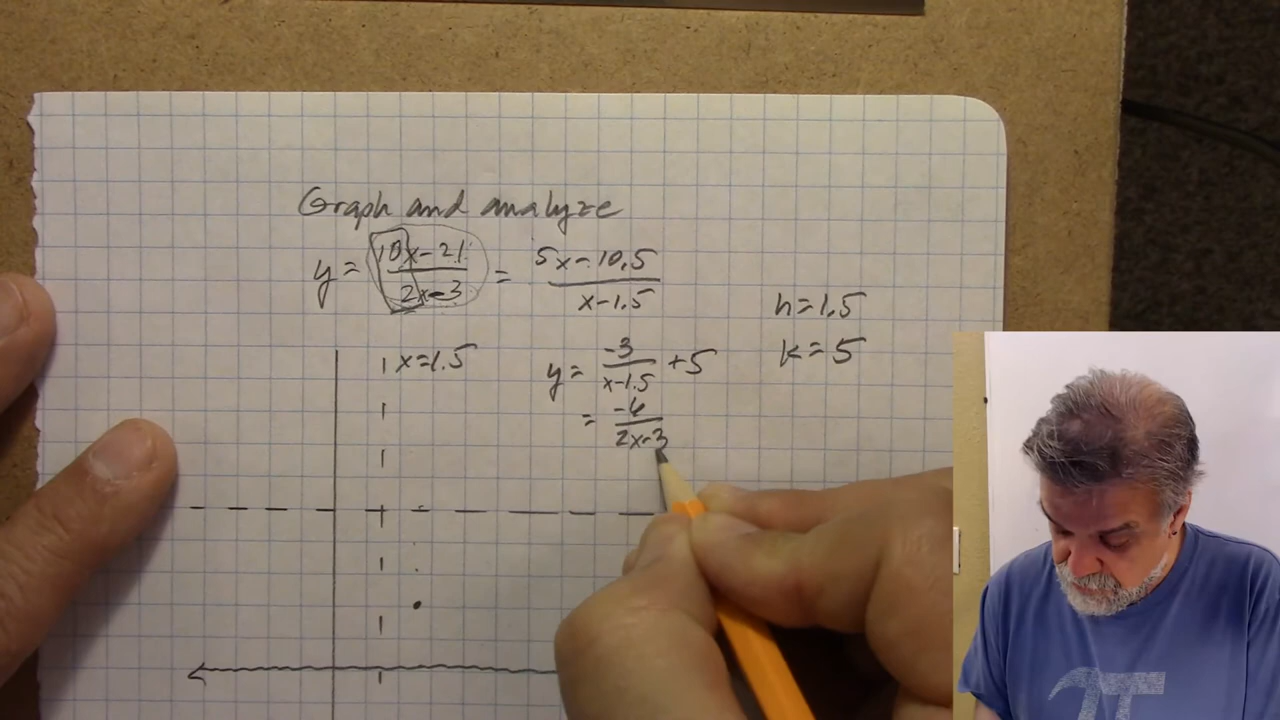 Graph and analyze
y = 10x-21/2x-3 = 5x-10.5/x-1.5
h=1.5
x=1.5
y = -3/x-1.5 +5
k=5
= -6/2x-3
π